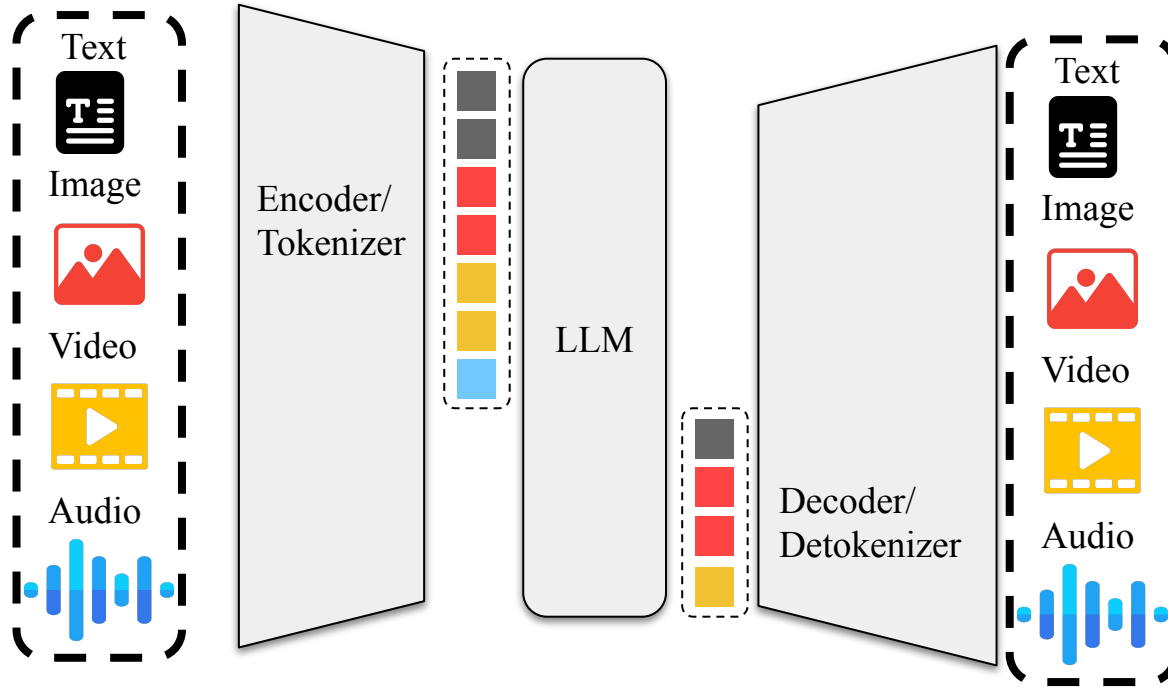 Text
T
Image
Video
Audio
Encoder/
Tokenizer
LLM
Decoder/
Detokenizer
Text
T
Image
Video
Audio